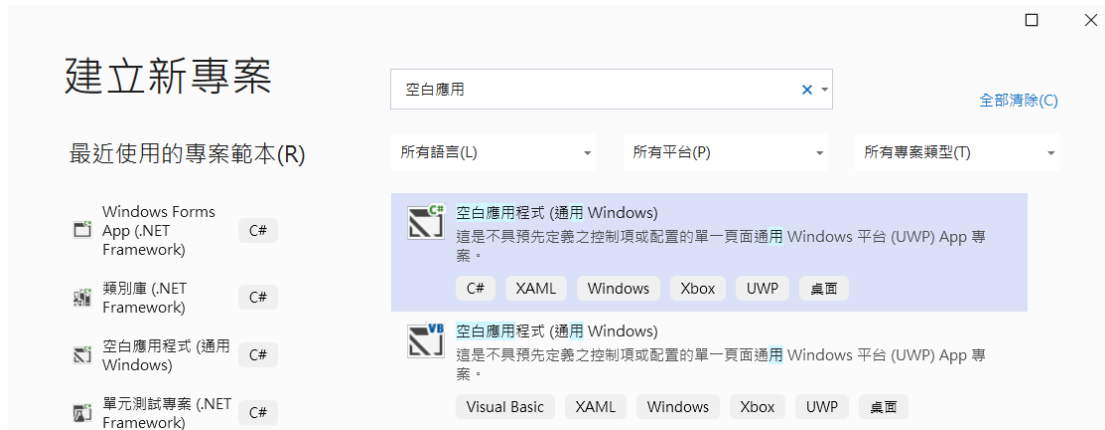 建立新專案
最近使用的專案範本(R)
Windows Forms
App (.NET
Framework)
C#
類別庫 (.NET
Framework)
C#
空白應用程式 (通用
Windows)
C#
單元測試專案 (.NET
Framework)
C#
空白應用
全部清除(C)
所有語言(L)
所有平台(P)
所有專案類型(T)
C#
空白應用程式 (通用 Windows)
這是不具預先定義之控制項或配置的單一頁面通用 Windows 平台 (UWP) App 專
案。
C# XAML Windows Xbox UWP 桌面
VB
空白應用程式 (通用 Windows)
這是不具預先定義之控制項或配置的單一頁面通用 Windows 平台 (UWP) App 專
案。
Visual Basic XAML Windows Xbox UWP 桌面